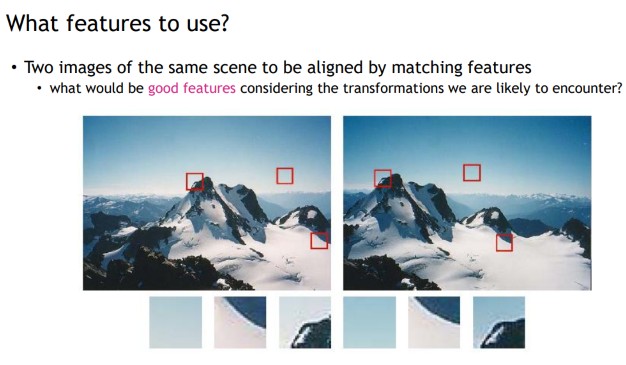 What features to use?
• Two images of the same scene to be aligned by matching features
• what would be good features considering the transformations we are likely to encounter?